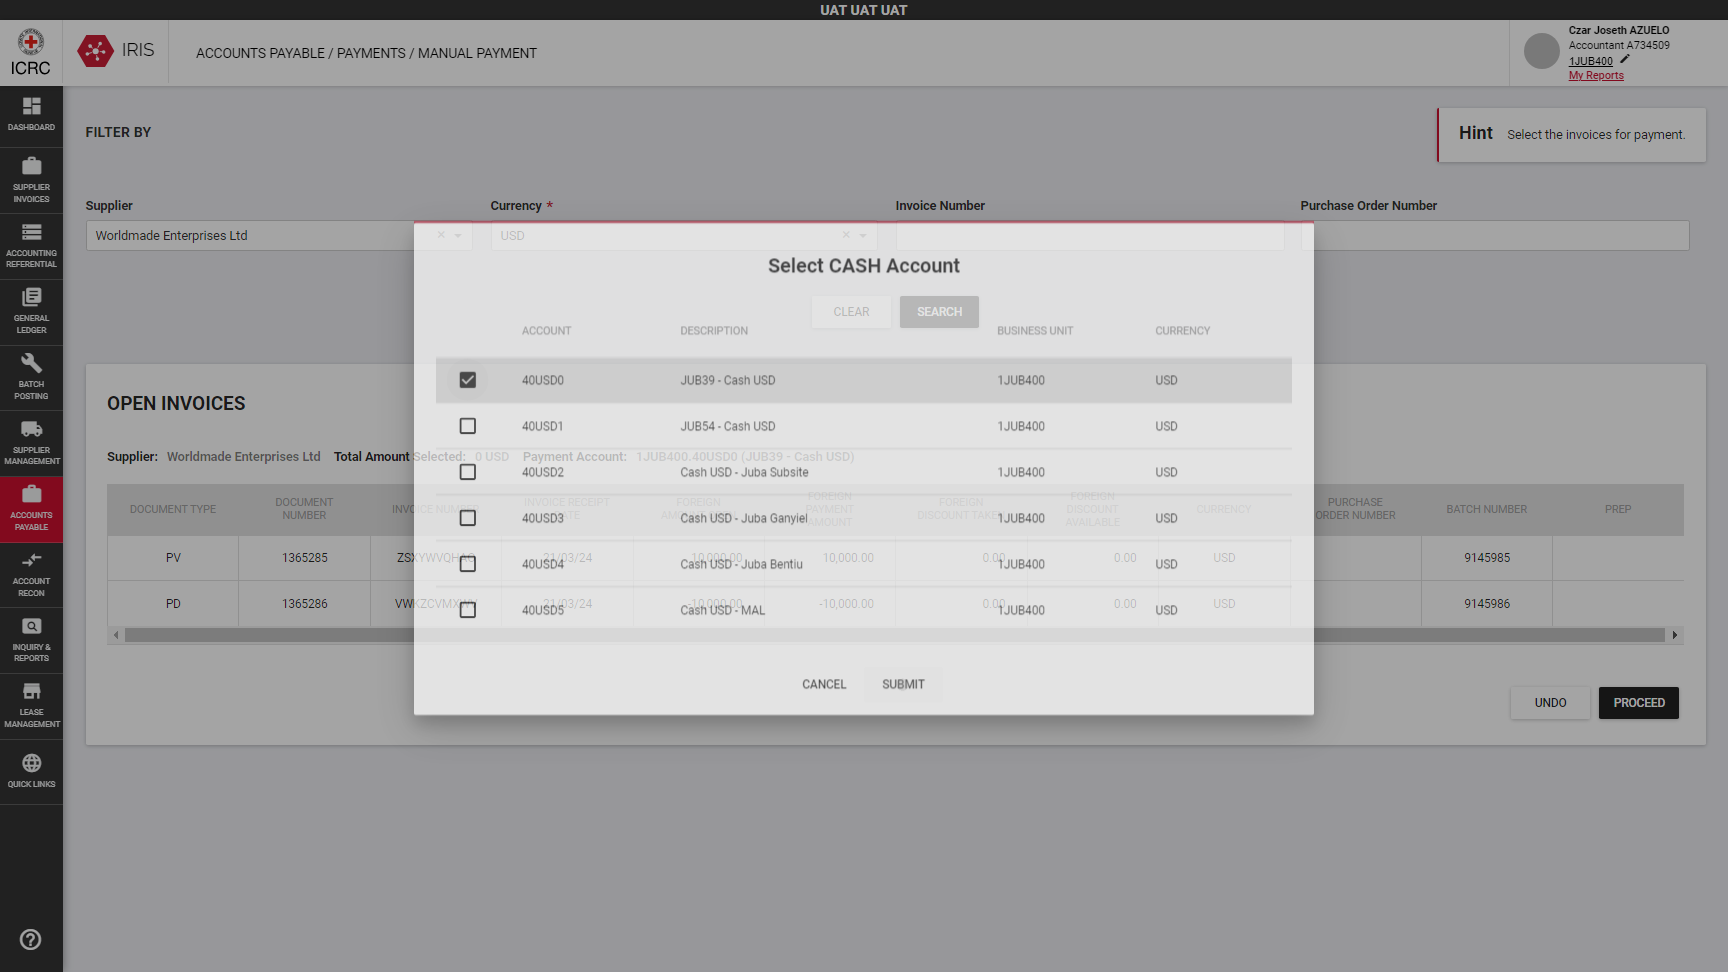 UAT UAT UAT
ICRC
IRIS
ACCOUNTS PAYABLE / PAYMENTS / MANUAL PAYMENT
Czar Joseth AZUELO
Accountant A734509
1JUB400
My Reports
DASHBOARD
SUPPLIER INVOICES
ACCOUNTING REFERENTIAL
GENERAL LEDGER
BATCH POSTING
SUPPLIER MANAGEMENT
ACCOUNTS PAYABLE
ACCOUNT RECON
INQUIRY & REPORTS
LEASE MANAGEMENT
QUICK LINKS
FILTER BY
Hint Select the invoices for payment.
Supplier Currency * Invoice Number Purchase Order Number
Worldmade Enterprises Ltd USD
Select CASH Account
CLEAR SEARCH
ACCOUNT DESCRIPTION BUSINESS UNIT CURRENCY
40USD0 JUB39 - Cash USD 1JUB400 USD
40USD1 JUB54 - Cash USD 1JUB400 USD
40USD2 Cash USD - Juba Subsite 1JUB400 USD
40USD3 Cash USD - Juba Ganyiel 1JUB400 USD
40USD4 Cash USD - Juba Bentiu 1JUB400 USD
40USD5 Cash USD - MAL 1JUB400 USD
CANCEL SUBMIT
OPEN INVOICES
Supplier: Worldmade Enterprises Ltd Total Amount Selected: 0 USD Payment Account: 1JUB400.40USD0 (JUB39 - Cash USD)
DOCUMENT TYPE DOCUMENT NUMBER INVOICE NUMBER INVOICE RECEIPT DATE FOREIGN FOREIGN PAYMENT AMOUNT FOREIGN DISCOUNT TAKEN FOREIGN DISCOUNT AVAILABLE CURRENCY PURCHASE ORDER NUMBER BATCH NUMBER PREP
PV 1365285 21/03/24 10,000.00 10,000.00 0.00 0.00 USD 9145985
PD 1365286 21/03/24 -10,000.00 -10,000.00 0.00 0.00 USD 9145986
UNDO PROCEED